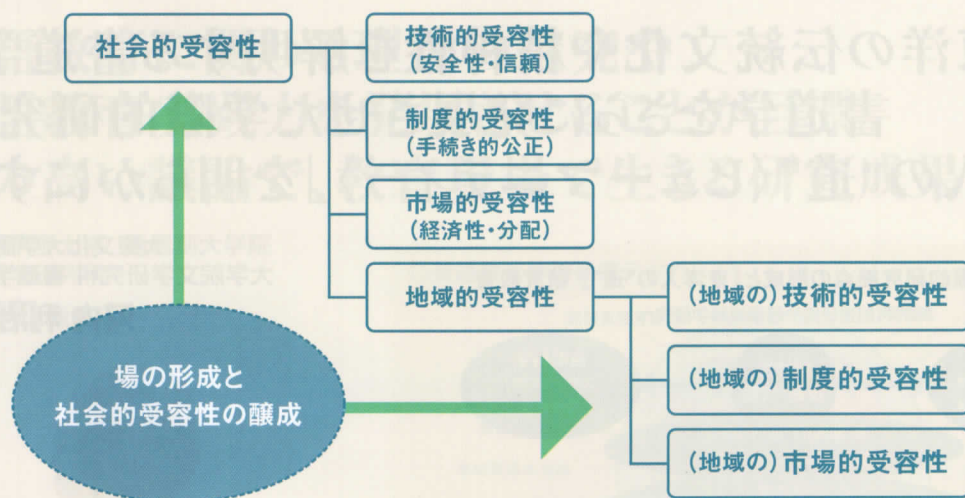 社会的受容性
技術的受容性
(安全性・信頼)
制度的受容性
(手続き的公正)
市場的受容性
(経済性・分配)
地域的受容性
(地域の)技術的受容性
(地域の)制度的受容性
(地域の)市場的受容性
場の形成と
社会的受容性の醸成